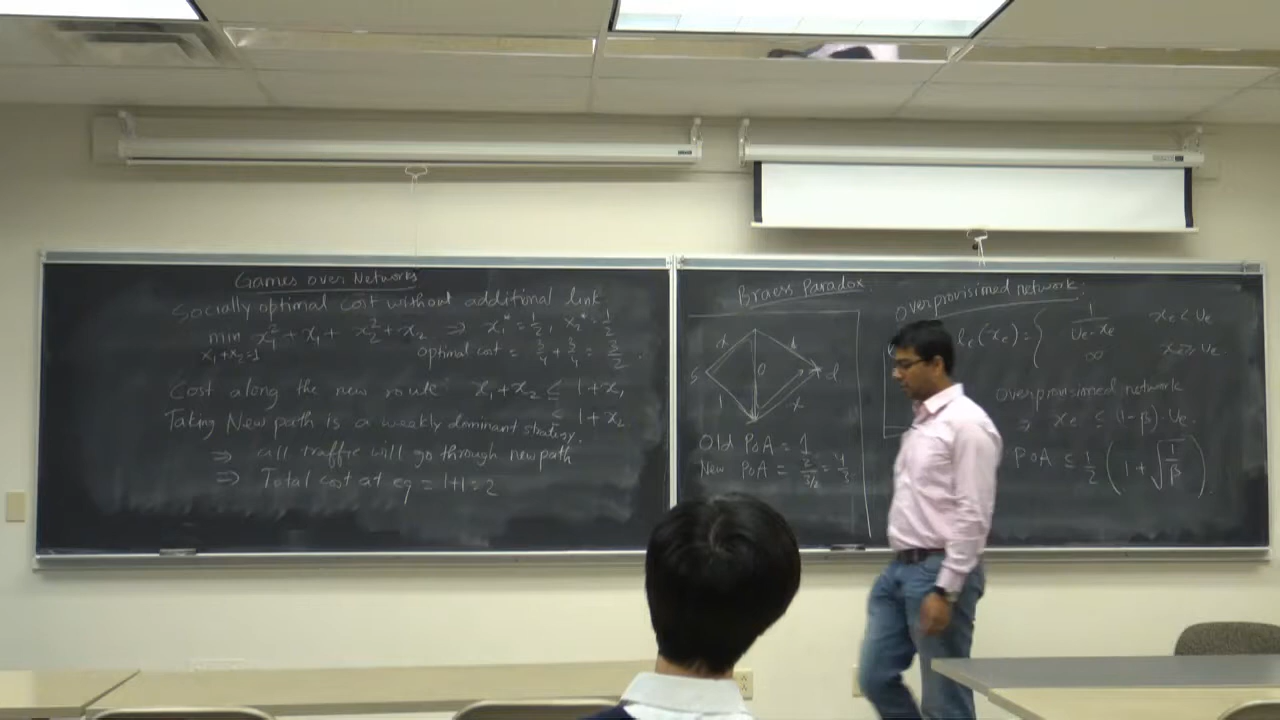 Games over Networks
Socially optimal cost without additional link
min x₁² + x₁ + x₂² + x₂ ⇒ x₁* = 1/2, x₂* = 1/2
x₁+x₂=1
optimal cost = 3/4 + 3/4 = 3/2.
Cost along the new route: x₁ + x₂ ≤ 1 + x₁
≤ 1 + x₂
Taking New path is a weekly dominant strategy.
⇒ all traffic will go through new path
⇒ Total cost at eq = 1+1 = 2
Braess Paradox:
x 1
s 0 d
1 x
Old PoA = 1
New PoA = 2/3/2 = 4/3
Overprovisimed network:
le(xe) = { 1/(ue - xe) xe < ue
∞ xe ≥ ue
Overprovisioned network
⇒ xe ≤ (1-β).ue
PoA ≤ 1/2 (1 + √(1/β)).